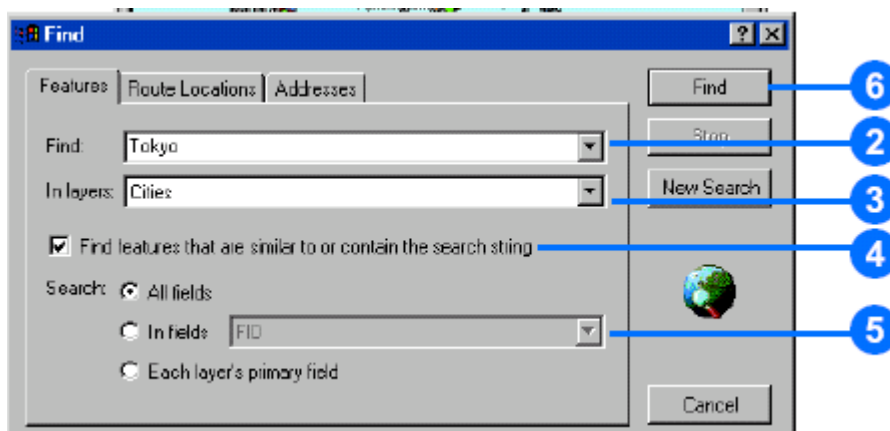 Find
Features Route Locations Addresses
Find 6
Find: Tokyo 2
Stop
In layers: Cities 3
New Search
Find features that are similar to or contain the search string 4
Search: All fields
In fields FID 5
Each layer's primary field
Cancel